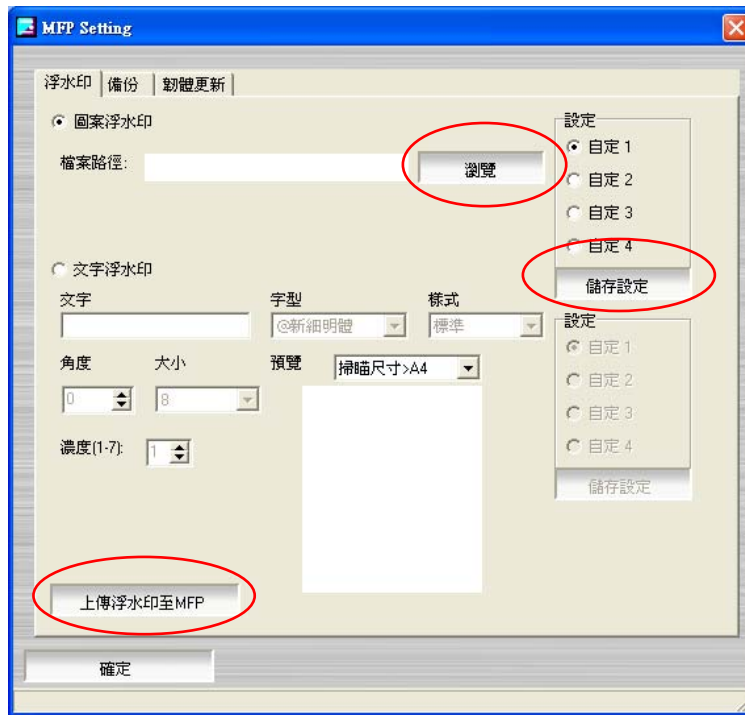 MFP Setting
浮水印 備份 韌體更新
圖案浮水印
檔案路徑:
瀏覽
設定
自定 1
自定 2
自定 3
自定 4
儲存設定
文字浮水印
文字 字型 樣式
@新細明體 標準
角度 大小 預覽 掃瞄尺寸>A4
0 8
濃度(1-7): 1
設定
自定 1
自定 2
自定 3
自定 4
儲存設定
上傳浮水印至MFP
確定